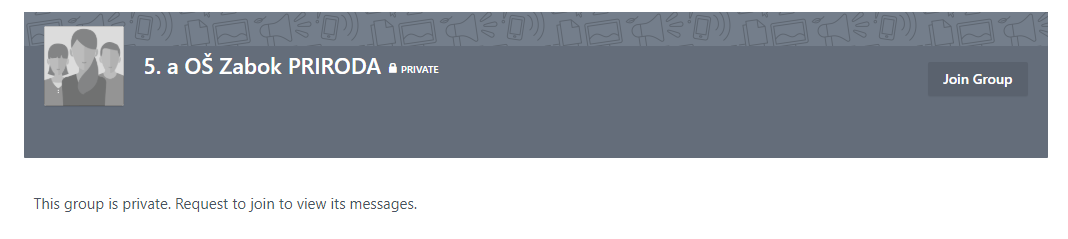 5. a OŠ Zabok PRIRODA PRIVATE
Join Group
This group is private. Request to join to view its messages.